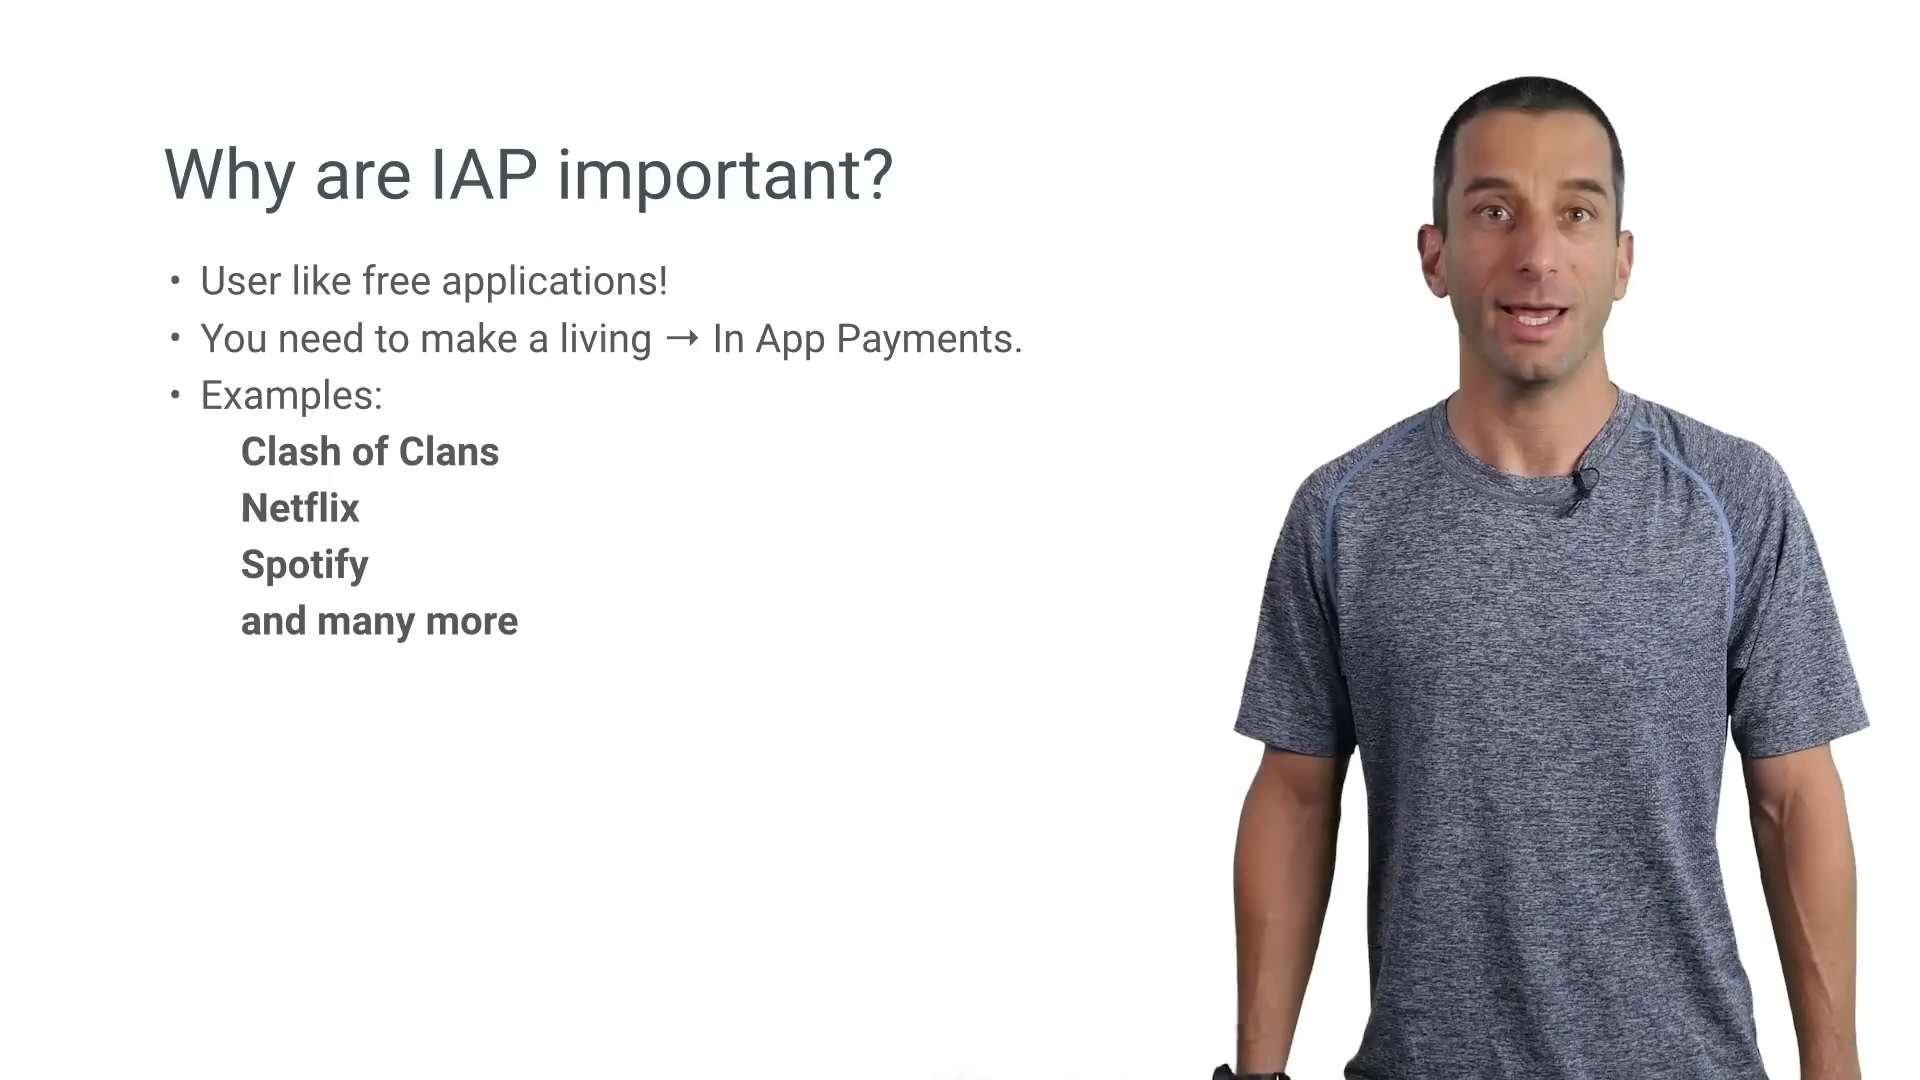 Why are IAP important?
• User like free applications!
• You need to make a living → In App Payments.
• Examples:
Clash of Clans
Netflix
Spotify
and many more